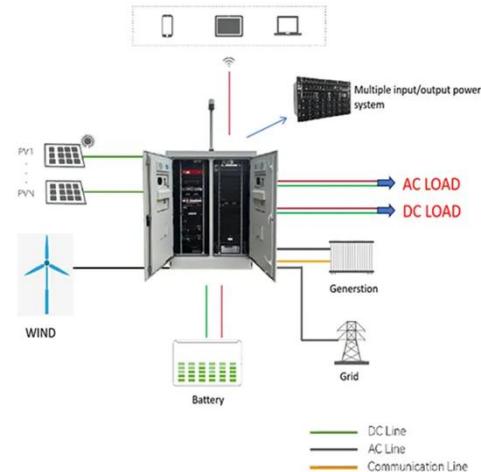 Multiple input/output power
system
PV1
PVN
AC LOAD
DC LOAD
WIND
Generstion
Grid
Battery
DC Line
AC Line
Communication Line